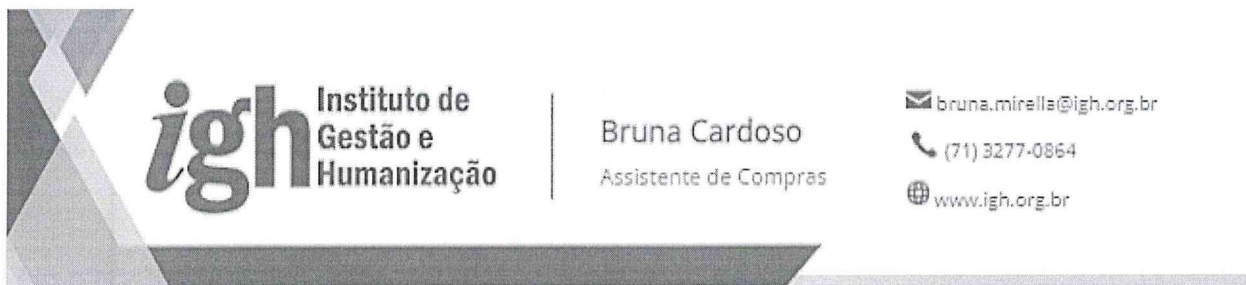 igh
Instituto de
Gestão e
Humanização
Bruna Cardoso
Assistente de Compras
bruna.mirella@igh.org.br
(71) 3277-0864
www.igh.org.br